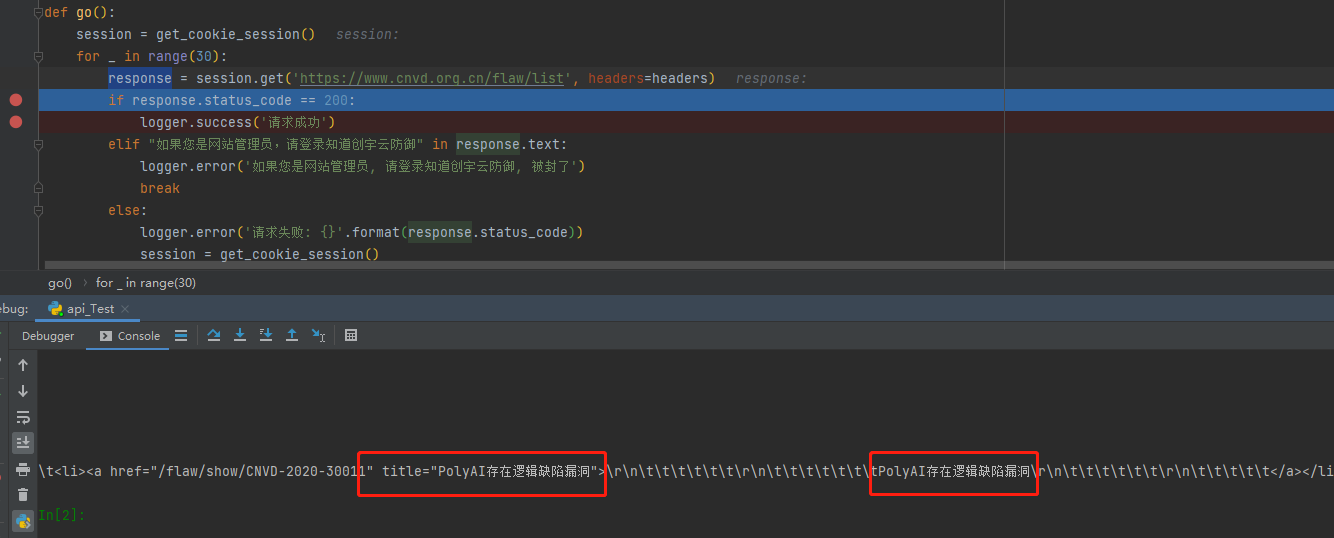 def go():
session = get_cookie_session() session:
for _ in range(30):
response = session.get('https://www.cnvd.org.cn/flaw/list', headers=headers) response:
if response.status_code == 200:
logger.success('请求成功')
elif "如果您是网站管理员，请登录知道创宇云防御" in response.text:
logger.error('如果您是网站管理员, 请登录知道创宇云防御, 被封了')
break
else:
logger.error('请求失败: {}'.format(response.status_code))
session = get_cookie_session()
go() › for _ in range(30)
ebug: api_Test ×
Debugger Console
\t<li><a href="/flaw/show/CNVD-2020-30011" title="PolyAI存在逻辑缺陷漏洞">\r\n\t\t\t\t\t\t\r\n\t\t\t\t\t\t\t\tPolyAI存在逻辑缺陷漏洞\r\n\t\t\t\t\t\t\r\n\t\t\t\t\t\t</a></li
In[2]: